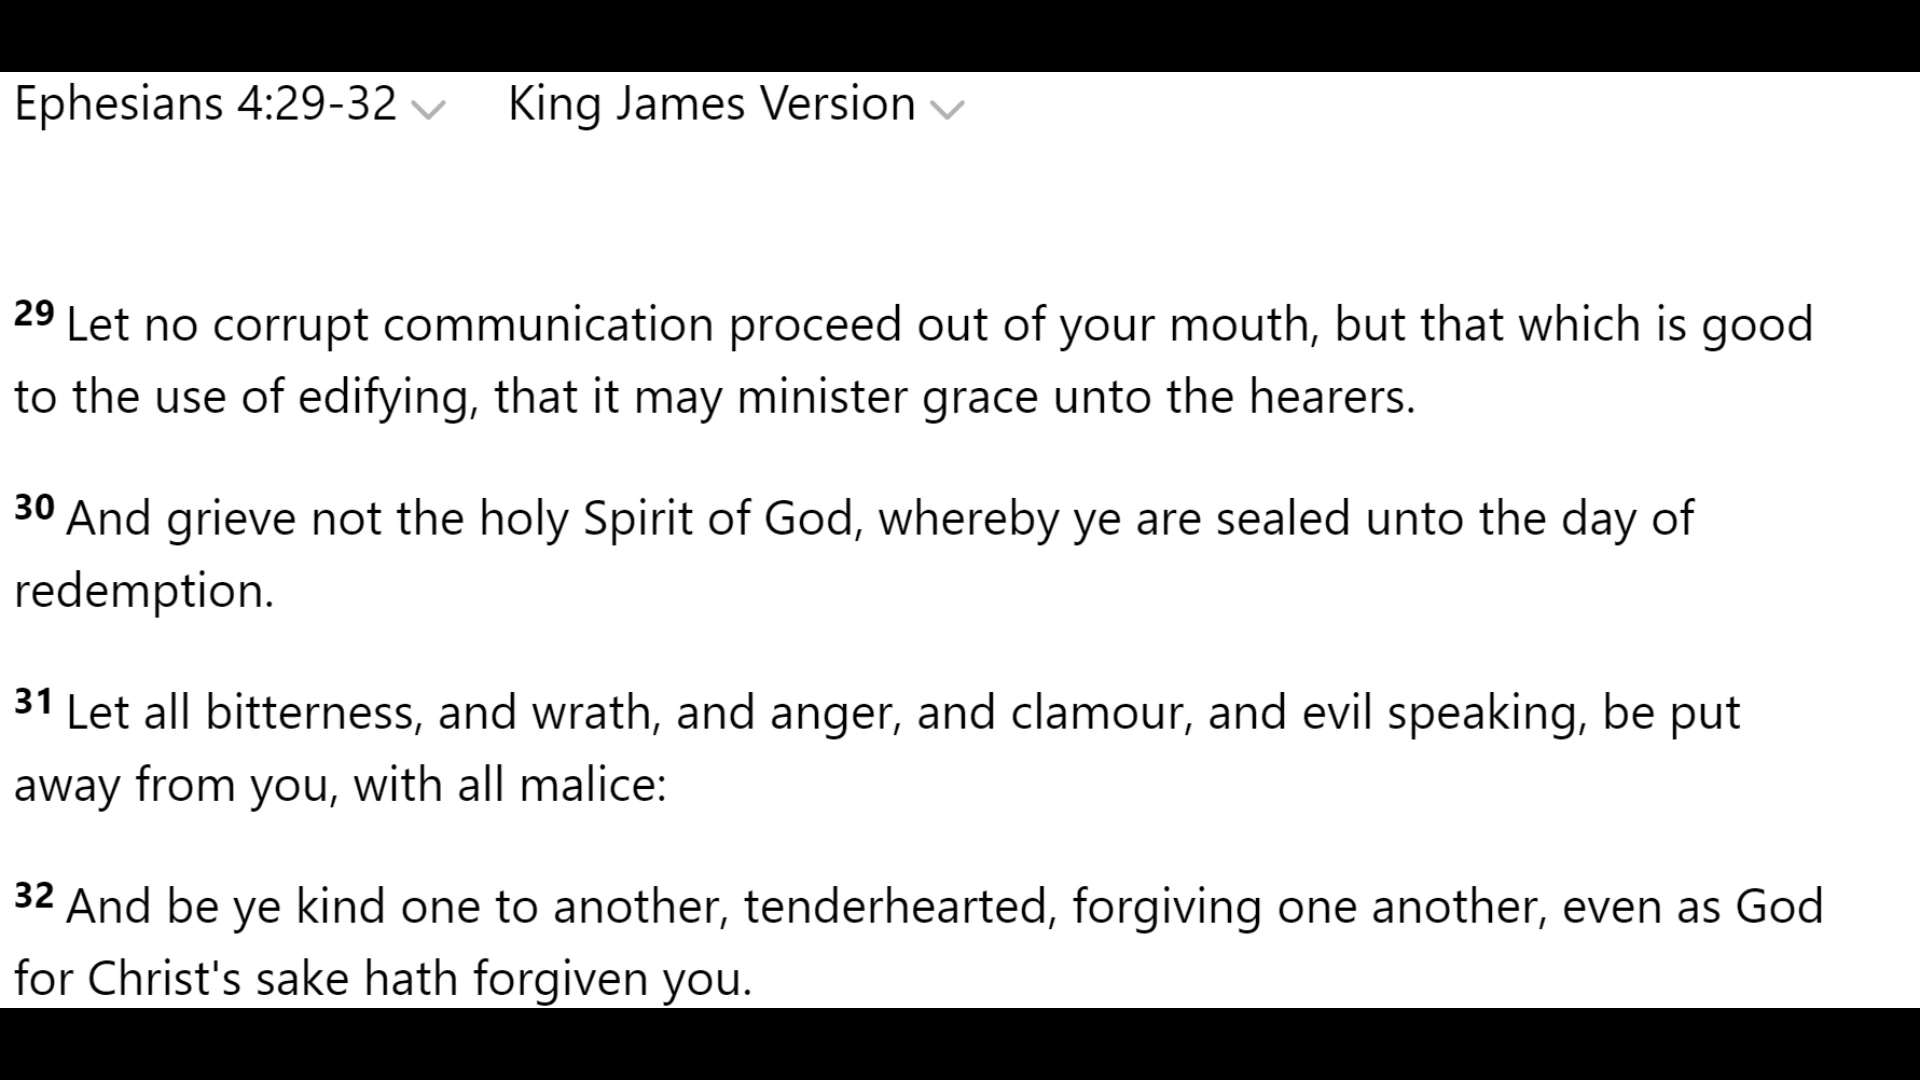 Ephesians 4:29-32 King James Version
29 Let no corrupt communication proceed out of your mouth, but that which is good
to the use of edifying, that it may minister grace unto the hearers.
30 And grieve not the holy Spirit of God, whereby ye are sealed unto the day of
redemption.
31 Let all bitterness, and wrath, and anger, and clamour, and evil speaking, be put
away from you, with all malice:
32 And be ye kind one to another, tenderhearted, forgiving one another, even as God
for Christ's sake hath forgiven you.